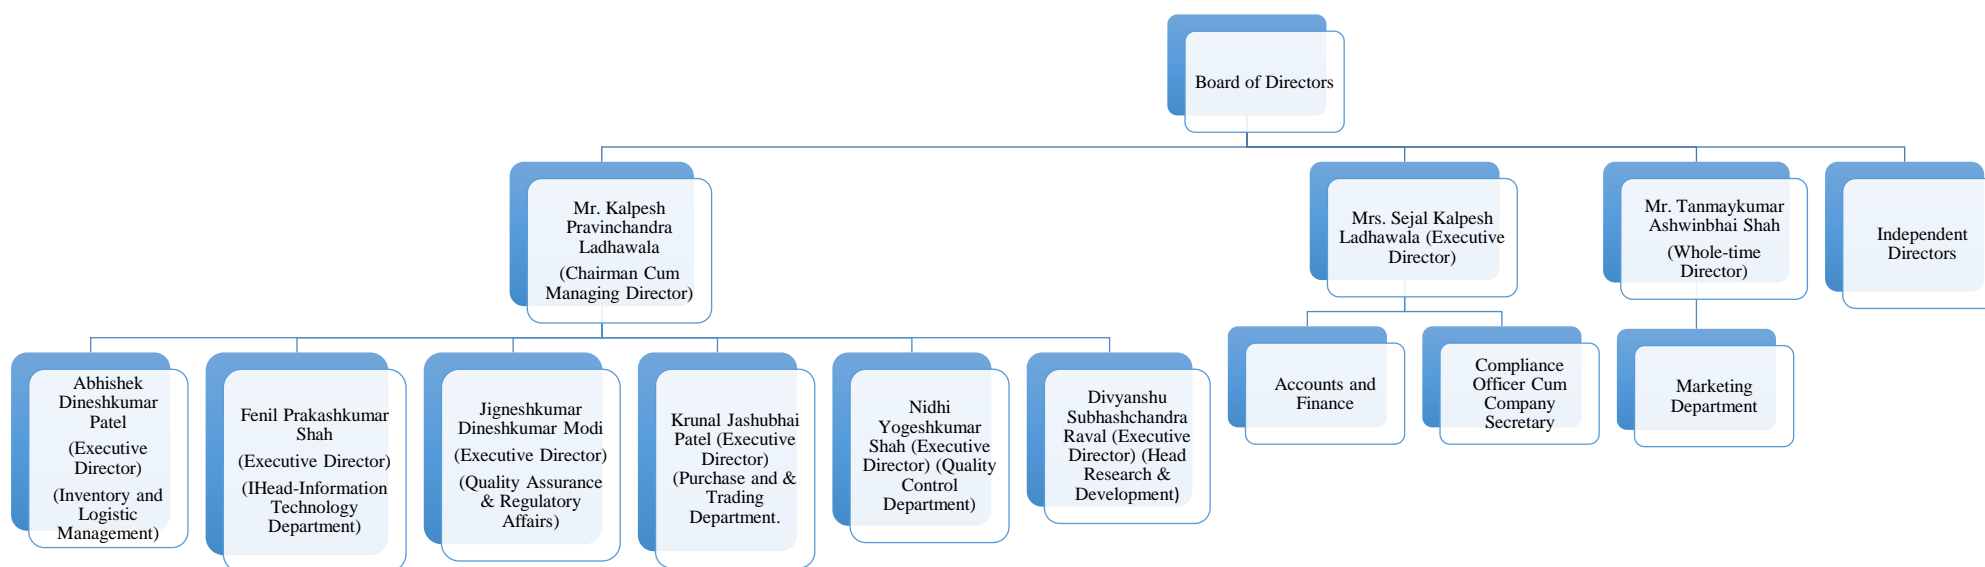 Board of Directors
Mr. Kalpesh
Pravinchandra
Ladhawala
(Chairman Cum
Managing Director)
Mrs. Sejal Kalpesh
Ladhawala (Executive
Director)
Mr. Tanmaykumar
Ashwinbhai Shah
(Whole-time
Director)
Independent
Directors
Abhishek
Dineshkumar
Patel
(Executive
Director)
(Inventory and
Logistic
Management)
Fenil Prakashkumar
Shah
(Executive Director)
(IHead-Information
Technology
Department)
Jigneshkumar
Dineshkumar Modi
(Executive Director)
(Quality Assurance
& Regulatory
Affairs)
Krunal Jashubhai
Patel (Executive
Director)
(Purchase and &
Trading
Department.
Nidhi
Yogeshkumar
Shah (Executive
Director) (Quality
Control
Department)
Divyanshu
Subhashchandra
Raval (Executive
Director) (Head
Research &
Development)
Accounts and
Finance
Compliance
Officer Cum
Company
Secretary
Marketing
Department